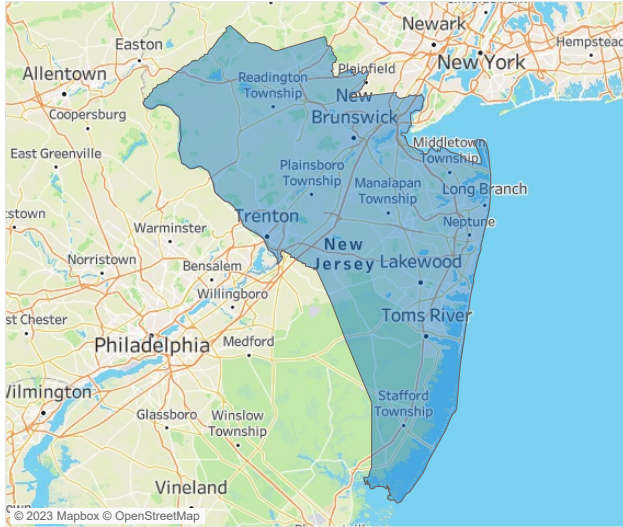 Newark
Easton
Hempstead
New York
Plainfield
Allentown
Readington
Township
New
Brunswick
Coopersburg
Middletown
Township
East Greenville
Plainsboro
Township
Manalapan
Township
Long Branch
tstown
Trenton
Neptune
Warminster
New
Jersey
Norristown
Bensalem
Lakewood
Willingboro
st Chester
Toms River
Philadelphia
Medford
Wilmington
Stafford
Township
Glassboro
Winslow
Township
Vineland
© 2023 Mapbox © OpenStreetMap